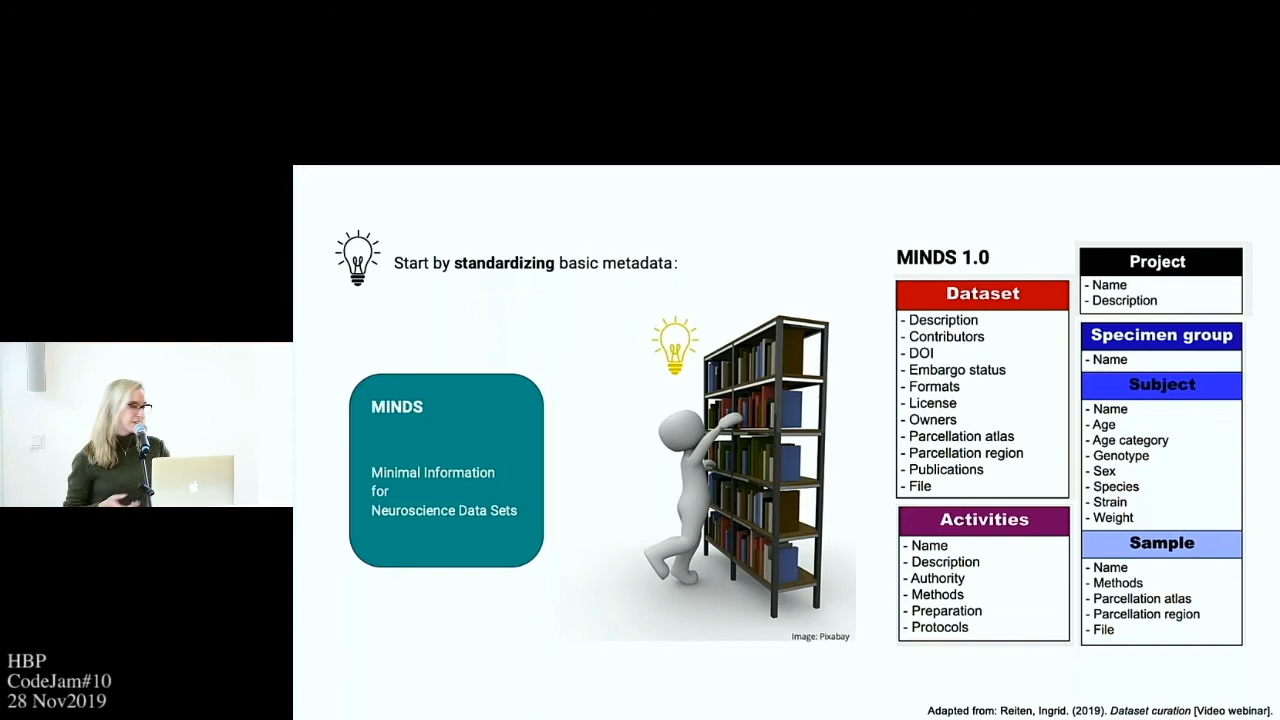 Start by standardizing basic metadata:
MINDS
Minimal Information
for
Neuroscience Data Sets
Image: Pixabay
MINDS 1.0
Dataset
- Description
- Contributors
- DOI
- Embargo status
- Formats
- License
- Owners
- Parcellation atlas
- Parcellation region
- Publications
- File
Activities
- Name
- Description
- Authority
- Methods
- Preparation
- Protocols
Project
- Name
- Description
Specimen group
- Name
Subject
- Name
- Age
- Age category
- Genotype
- Sex
- Species
- Strain
- Weight
Sample
- Name
- Methods
- Parcellation atlas
- Parcellation region
- File
Adapted from: Reiten, Ingrid. (2019). Dataset curation [Video webinar].
HBP
CodeJam#10
28 Nov2019